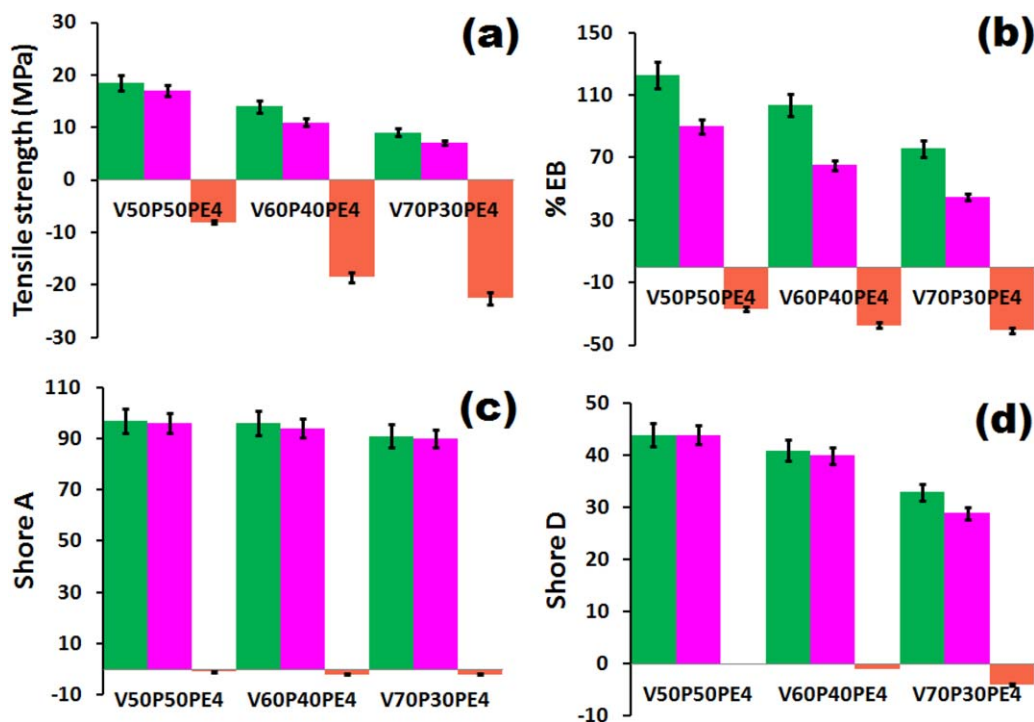 (a)
Tensile strength (MPa)
30
20
10
0
-10
-20
-30
V50P50PE4 V60P40PE4 V70P30PE4
(b)
% EB
150
110
70
30
-10
-50
V50P50PE4 V60P40PE4 V70P30PE4
(c)
Shore A
110
90
70
50
30
10
-10
V50P50PE4 V60P40PE4 V70P30PE4
(d)
Shore D
50
40
30
20
10
0
-10
V50P50PE4 V60P40PE4 V70P30PE4